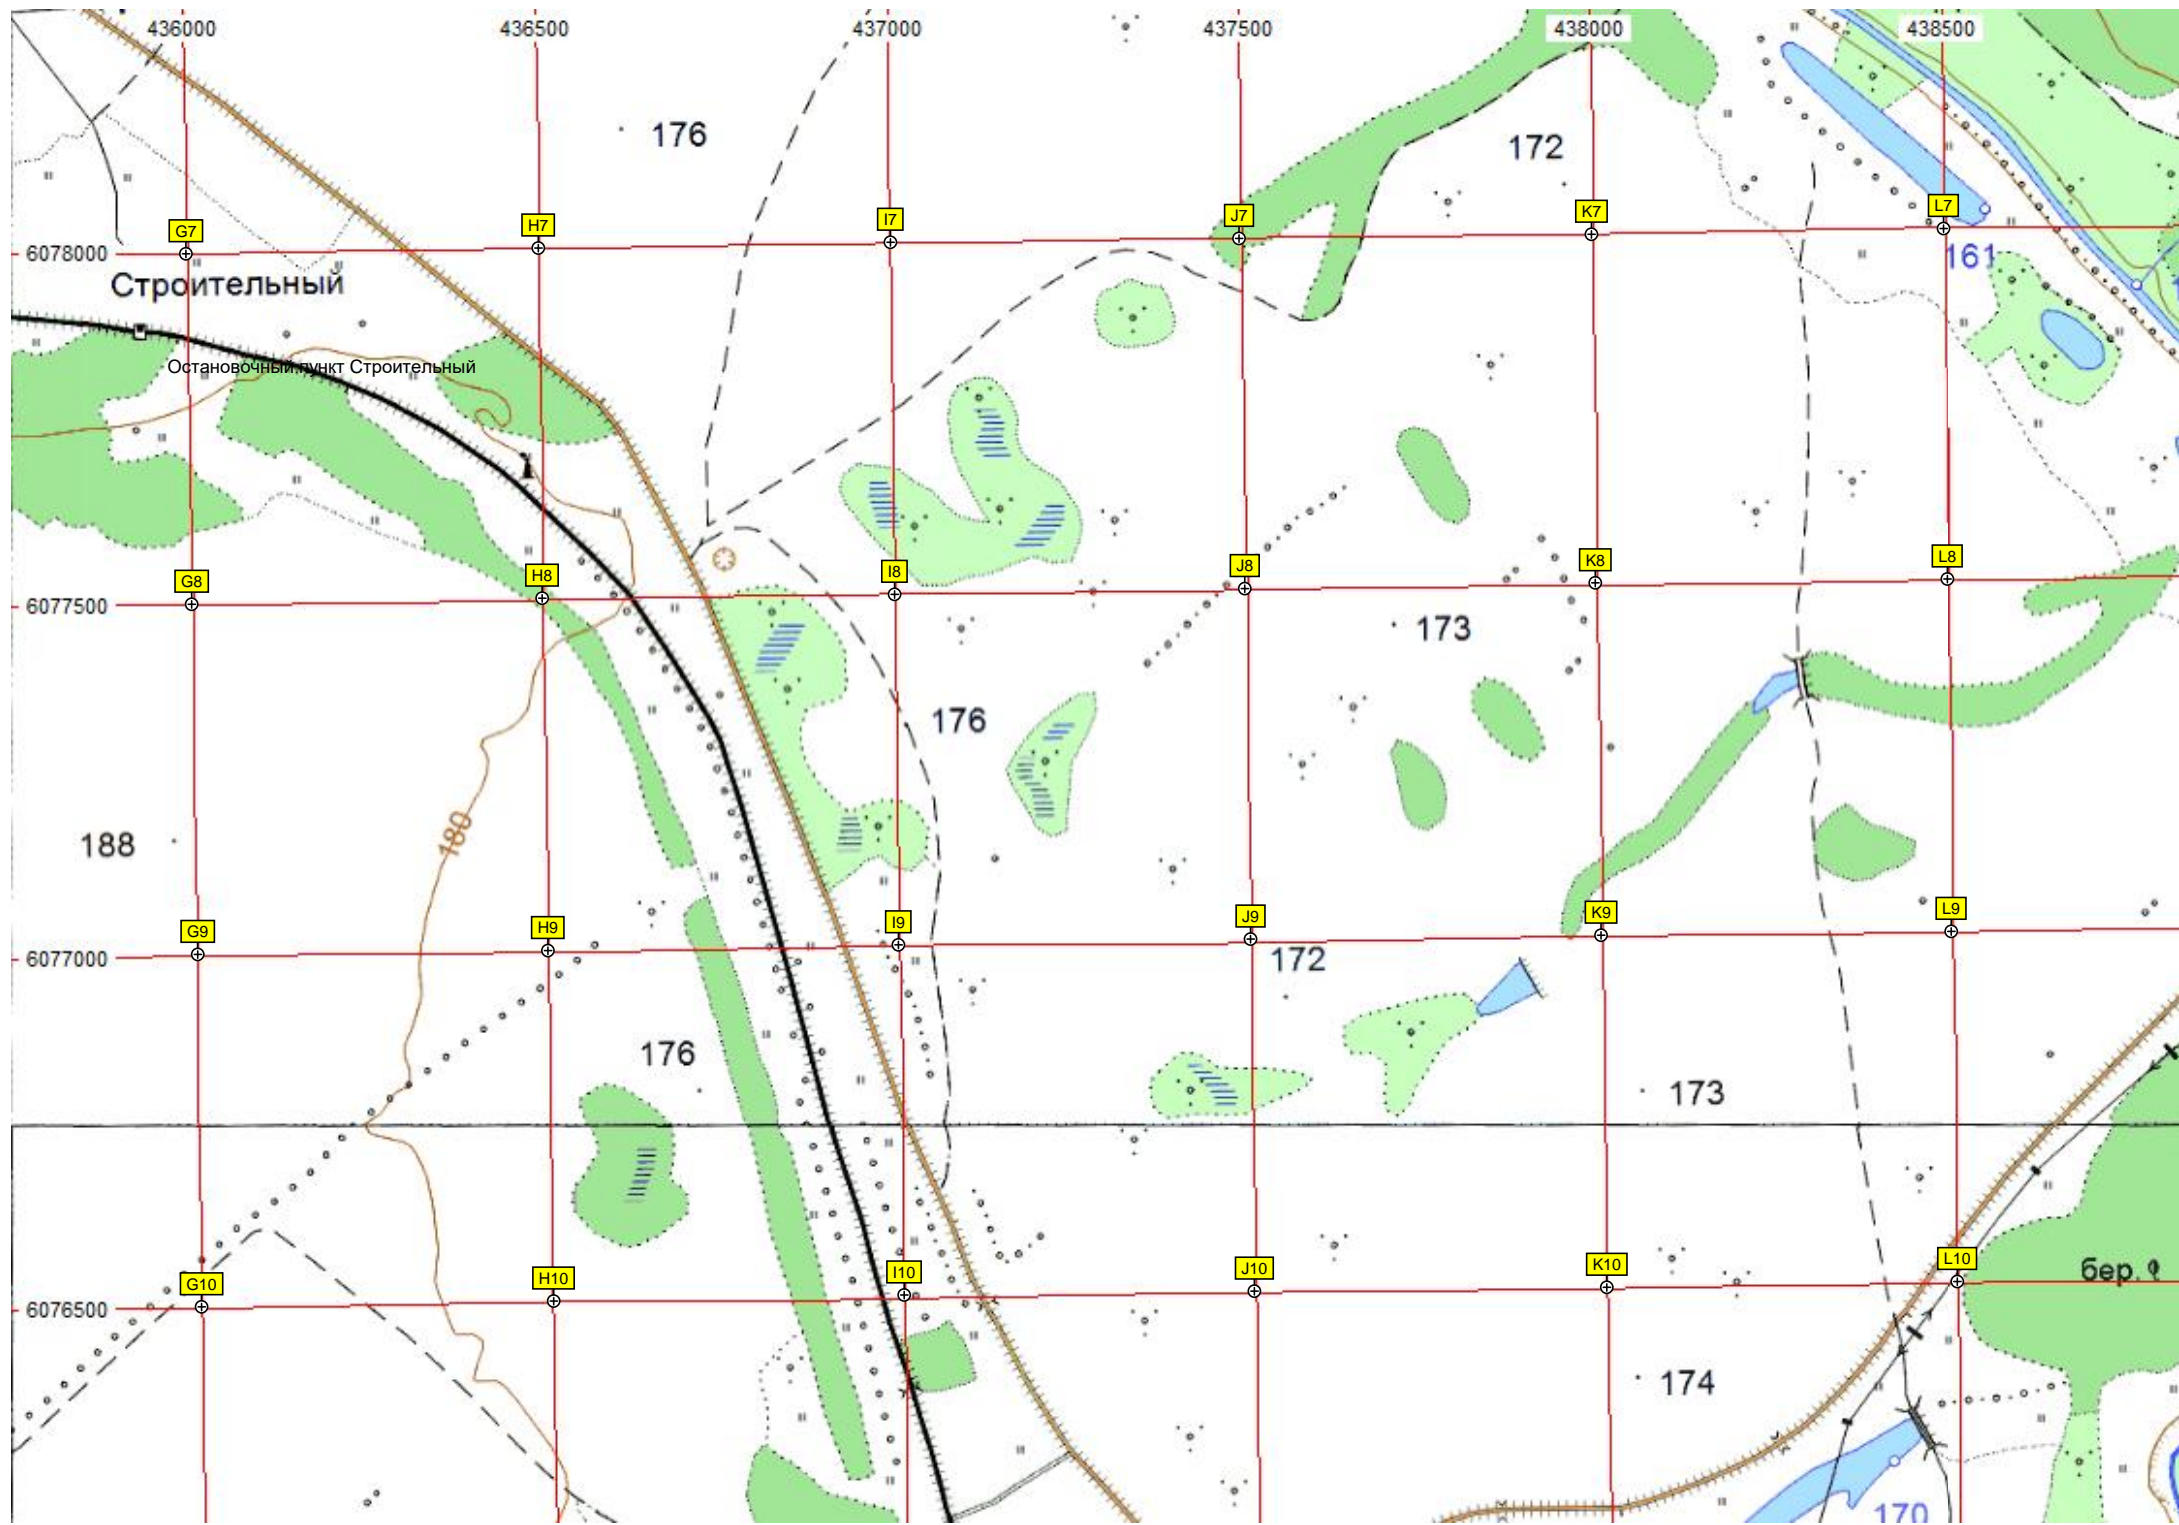 436000 436500 437000 437500 438000 438500
176 172
G7 H7 I7 J7 K7 L7
6078000
161
Строительный
Остановочный пункт Строительный
G8 H8 I8 J8 K8 L8
6077500
173
176
180
188
G9 H9 I9 J9 K9 L9
6077000
172
176
173
G10 H10 I10 J10 K10 L10
бер.
6076500
174
170